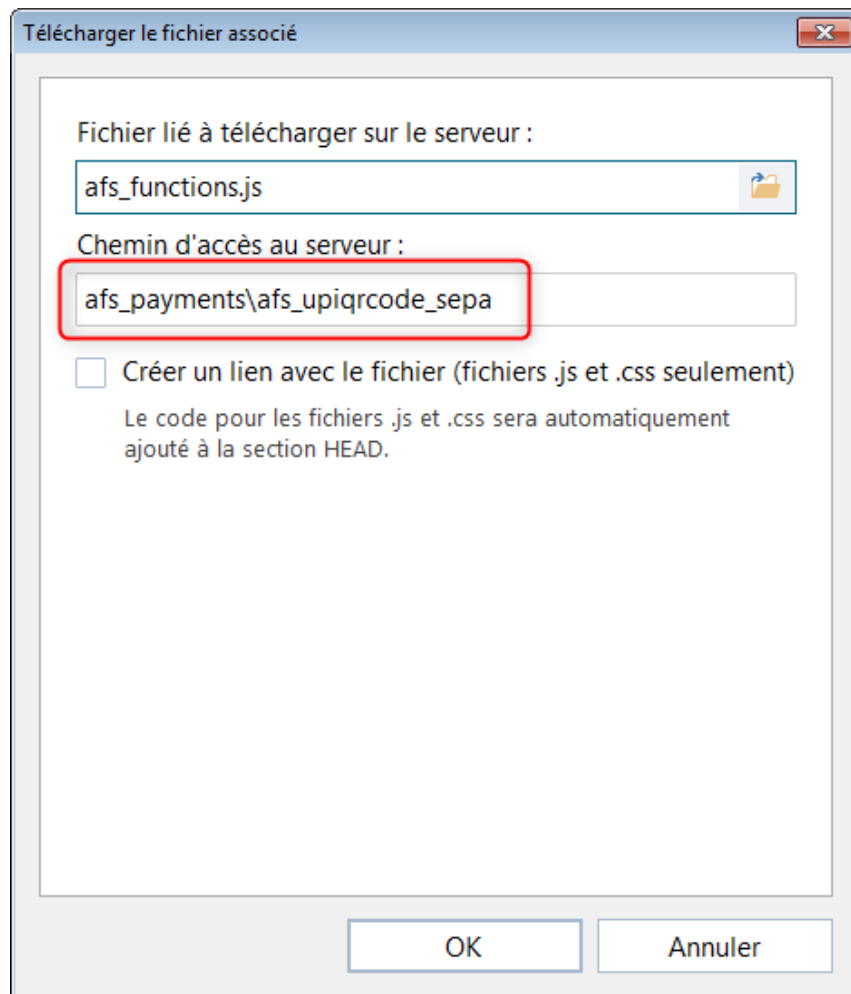 Télécharger le fichier associé
Fichier lié à télécharger sur le serveur :
afs_functions.js
Chemin d'accès au serveur :
afs_payments\afs_upiqrcode_sepa
Créer un lien avec le fichier (fichiers .js et .css seulement)
Le code pour les fichiers .js et .css sera automatiquement
ajouté à la section HEAD.
OK
Annuler